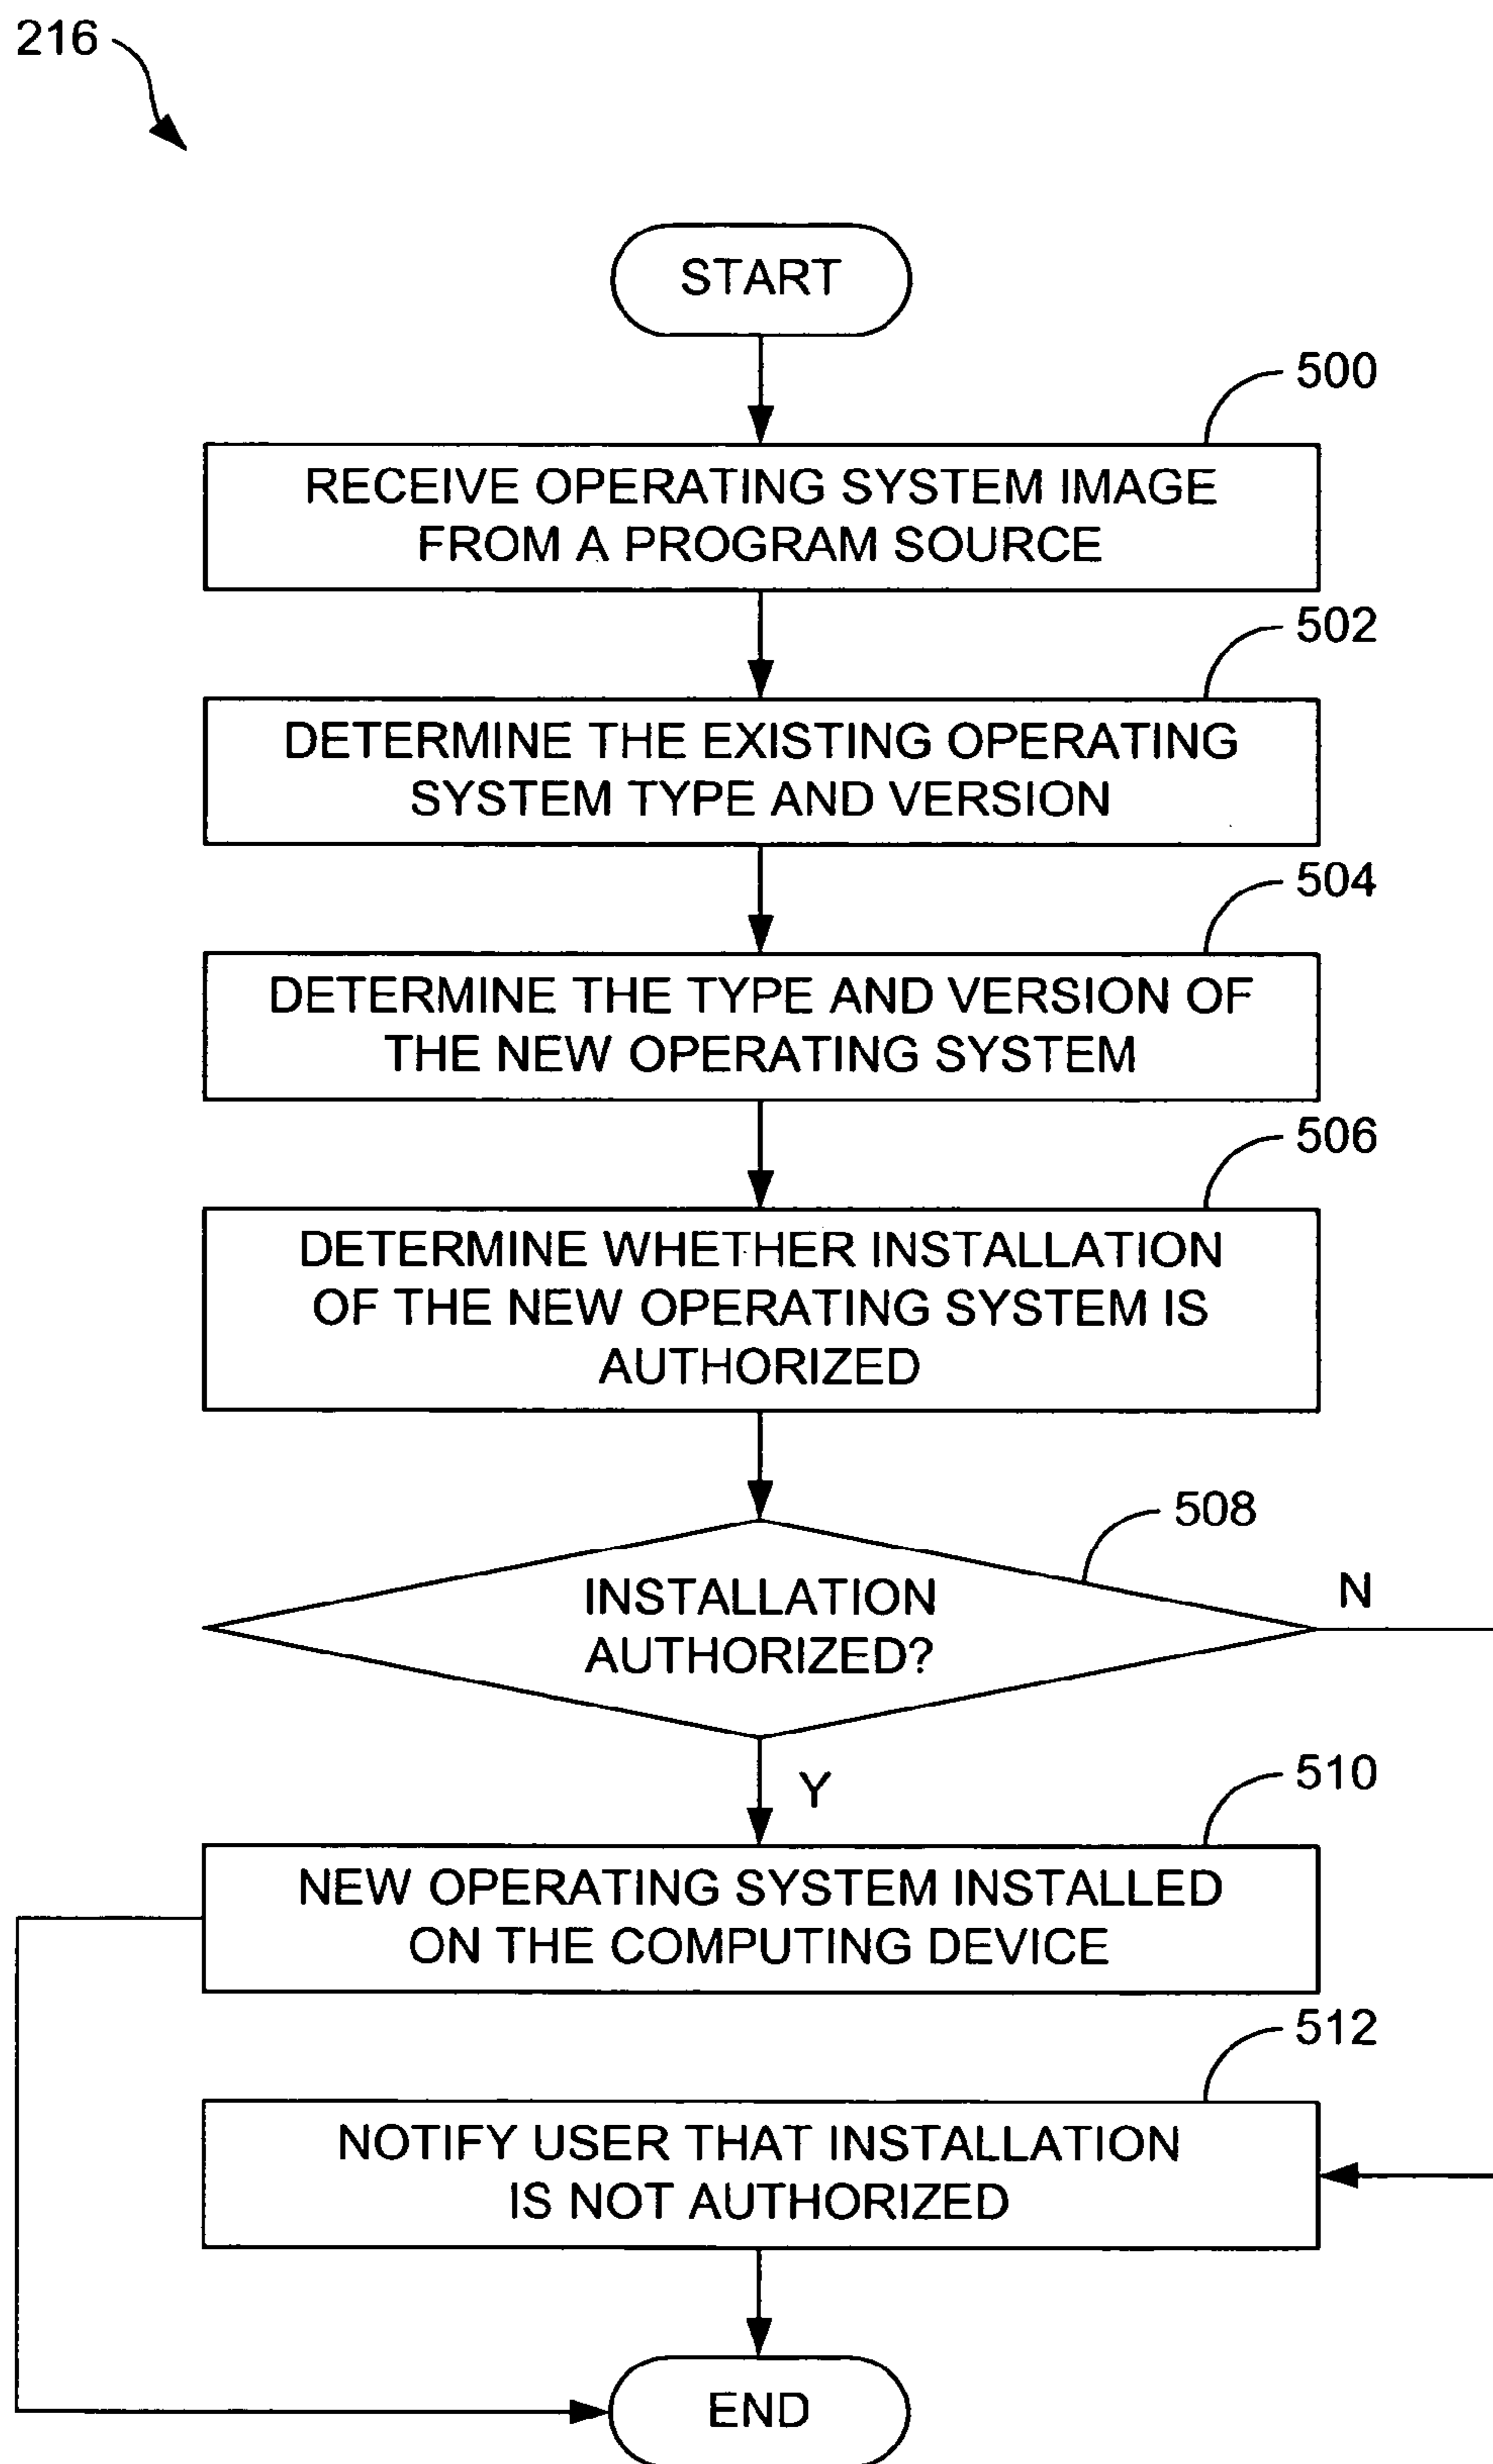 216
START
500
RECEIVE OPERATING SYSTEM IMAGE
FROM A PROGRAM SOURCE
502
DETERMINE THE EXISTING OPERATING
SYSTEM TYPE AND VERSION
504
DETERMINE THE TYPE AND VERSION OF
THE NEW OPERATING SYSTEM
506
DETERMINE WHETHER INSTALLATION
OF THE NEW OPERATING SYSTEM IS
AUTHORIZED
508
INSTALLATION
AUTHORIZED?
N
Y
510
NEW OPERATING SYSTEM INSTALLED
ON THE COMPUTING DEVICE
512
NOTIFY USER THAT INSTALLATION
IS NOT AUTHORIZED
END